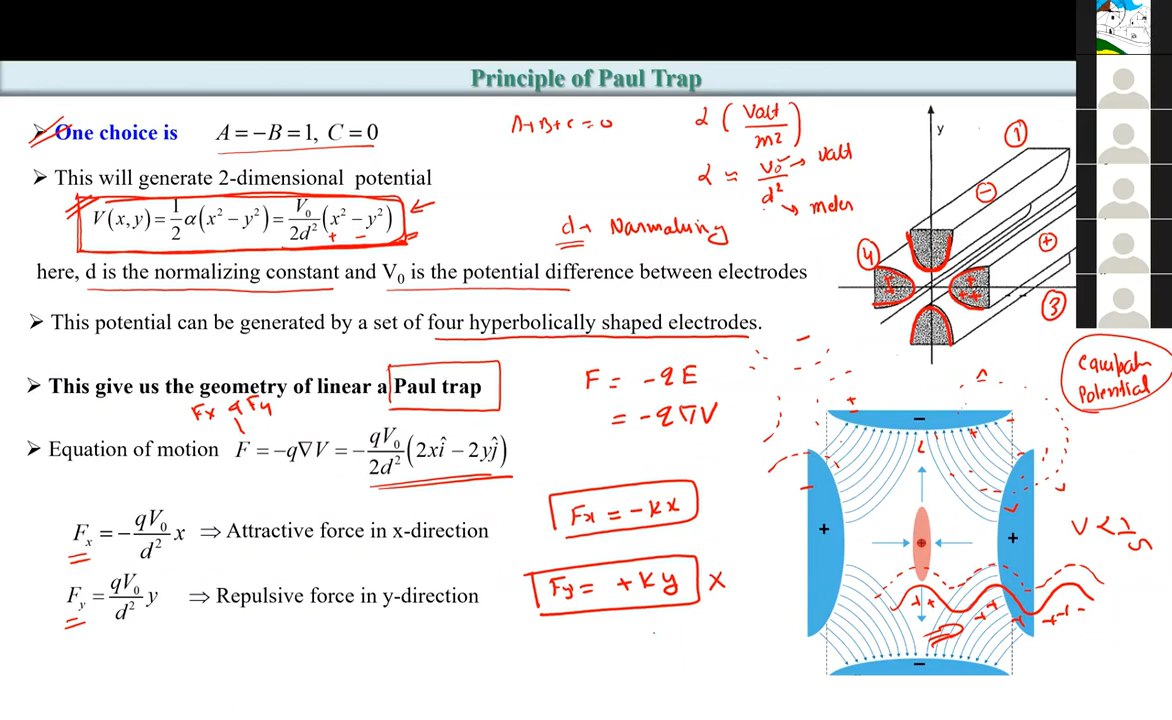 Principle of Paul Trap
➢ One choice is A = −B = 1, C = 0
A+B+C=0
α (Volt/m2)
➢ This will generate 2-dimensional potential
α ≈ V0/d2 → Volt
→ meter
V(x, y) = 1/2 α(x² − y²) = V₀/2d² (x² − y²)
+ −
d → Normalising
here, d is the normalizing constant and V₀ is the potential difference between electrodes
➢ This potential can be generated by a set of four hyperbolically shaped electrodes.
➢ This give us the geometry of linear a Paul trap
Fx & Fy
F = -qE
= -q∇V
➢ Equation of motion F = −q∇V = −qV₀/2d² (2xî − 2yĵ)
Fₓ = −qV₀/d² x ⇒ Attractive force in x-direction
Fx = -kx
F_y = qV₀/d² y ⇒ Repulsive force in y-direction
Fy = +ky X
y
①
−
+
④
③
Potential
−
+
+
−